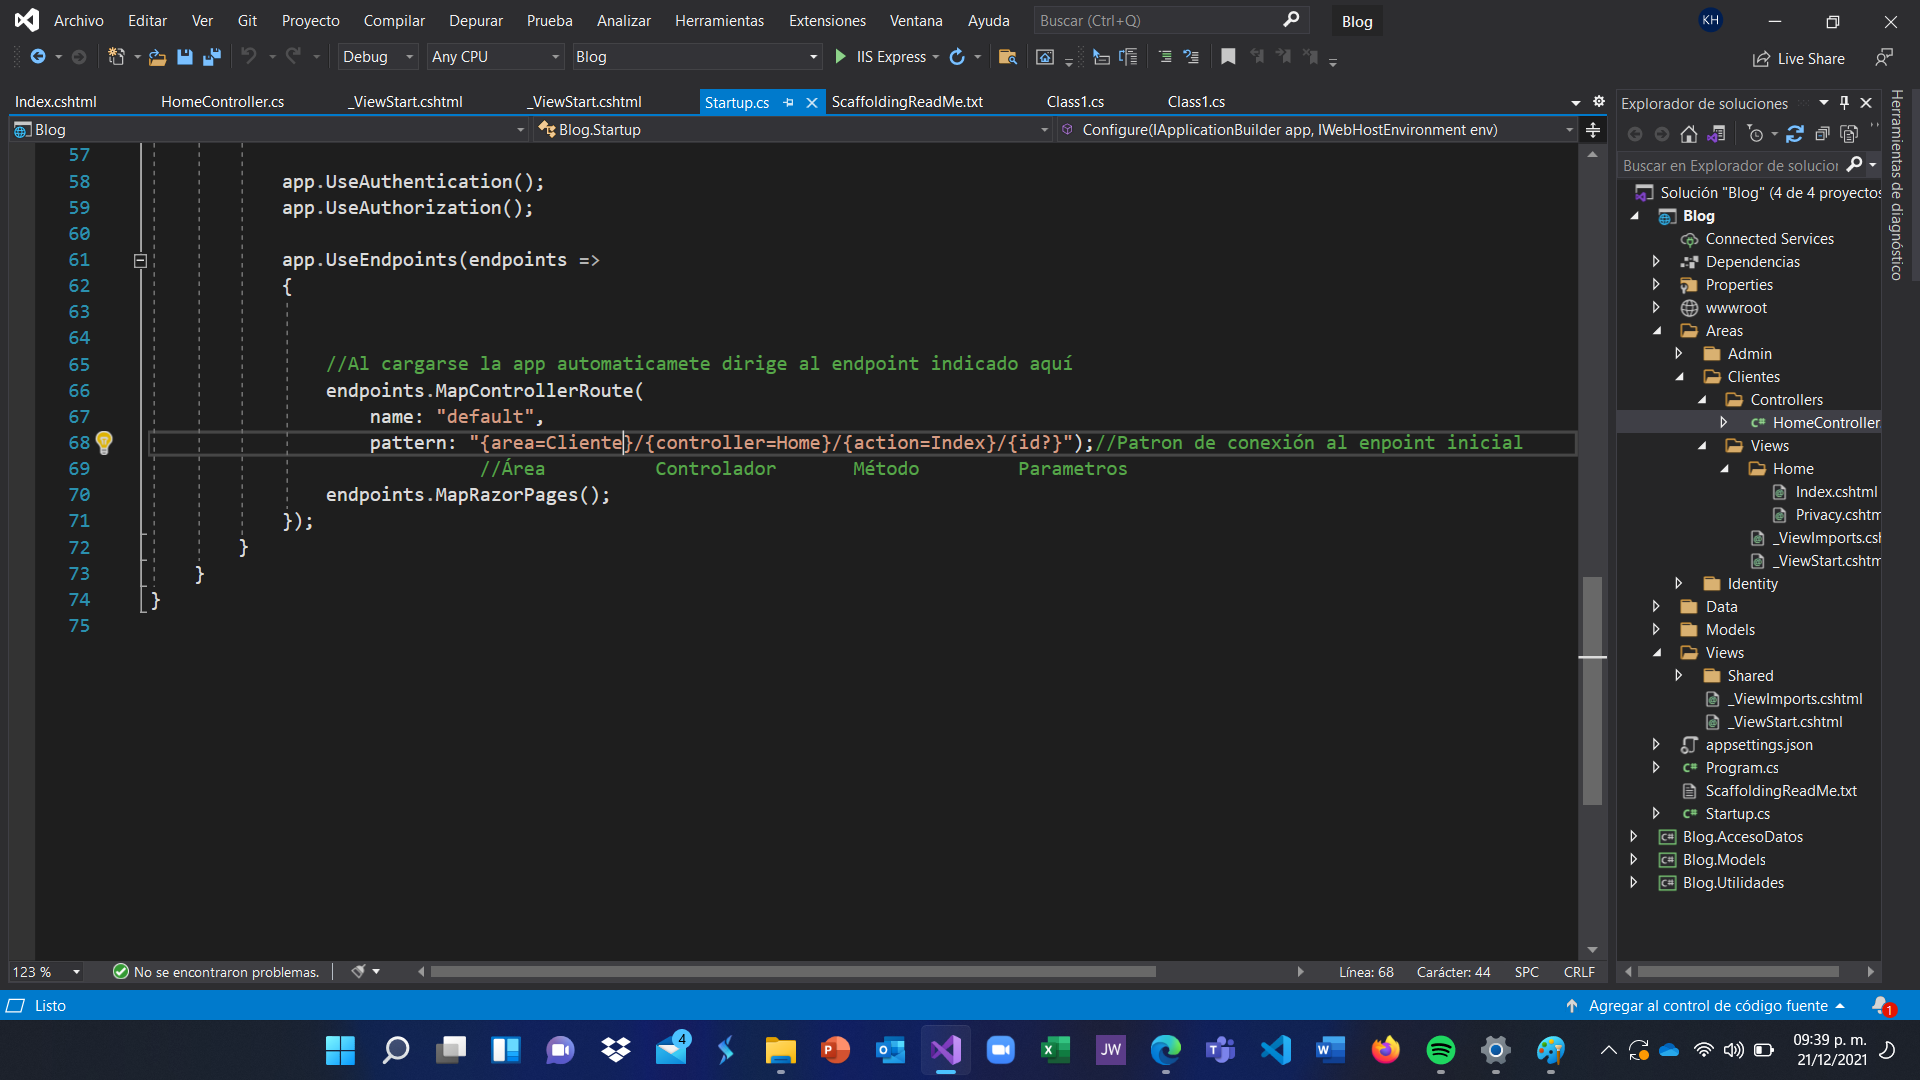 Archivo Editar Ver Git Proyecto Compilar Depurar Prueba Analizar Herramientas Extensiones Ventana Ayuda Buscar (Ctrl+Q) Blog KH
Debug Any CPU Blog IIS Express Live Share
Index.cshtml HomeController.cs _ViewStart.cshtml _ViewStart.cshtml Startup.cs ScaffoldingReadMe.txt Class1.cs Class1.cs
Blog Blog.Startup Configure(IApplicationBuilder app, IWebHostEnvironment env)
57
58 app.UseAuthentication();
59 app.UseAuthorization();
60
61 app.UseEndpoints(endpoints =>
62 {
63
64
65 //Al cargarse la app automaticamete dirige al endpoint indicado aquí
66 endpoints.MapControllerRoute(
67 name: "default",
68 pattern: "{area=Cliente}/{controller=Home}/{action=Index}/{id?}");//Patron de conexión al enpoint inicial
69 //Área Controlador Método Parametros
70 endpoints.MapRazorPages();
71 });
72 }
73 }
74 }
75
123 % No se encontraron problemas. Línea: 68 Carácter: 44 SPC CRLF
Explorador de soluciones
Buscar en Explorador de solucior
Solución "Blog" (4 de 4 proyectos
Blog
Connected Services
Dependencias
Properties
wwwroot
Areas
Admin
Clientes
Controllers
C# HomeController
Views
Home
Index.cshtml
Privacy.cshtm
_ViewImports.csh
_ViewStart.cshtm
Identity
Data
Models
Views
Shared
_ViewImports.cshtml
_ViewStart.cshtml
appsettings.json
C# Program.cs
ScaffoldingReadMe.txt
C# Startup.cs
C# Blog.AccesoDatos
C# Blog.Models
C# Blog.Utilidades
Herramientas de diagnóstico
Listo Agregar al control de código fuente 1
4 JW 09:39 p. m.
21/12/2021